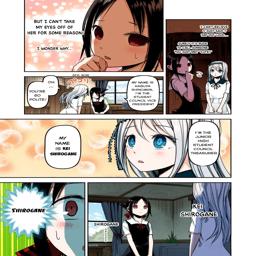 BUT I CAN'T
TAKE MY
EYES OFF OF
HER FOR SOME
REASON.
I WONDER WHY...
OH,
YOU'RE
SO
POLITE!
MY NAME IS
KAGUYA
SHINOMIYA.
I'M THE
STUDENT
COUNCIL VICE
PRESIDENT.
I'M THE
JUNIOR
HIGH
STUDENT
COUNCIL
TREASURER.
MY
NAME
IS KEI
SHIROGANE.
KEI
SHIROGANE
SHIROGANE
SHIROGANE